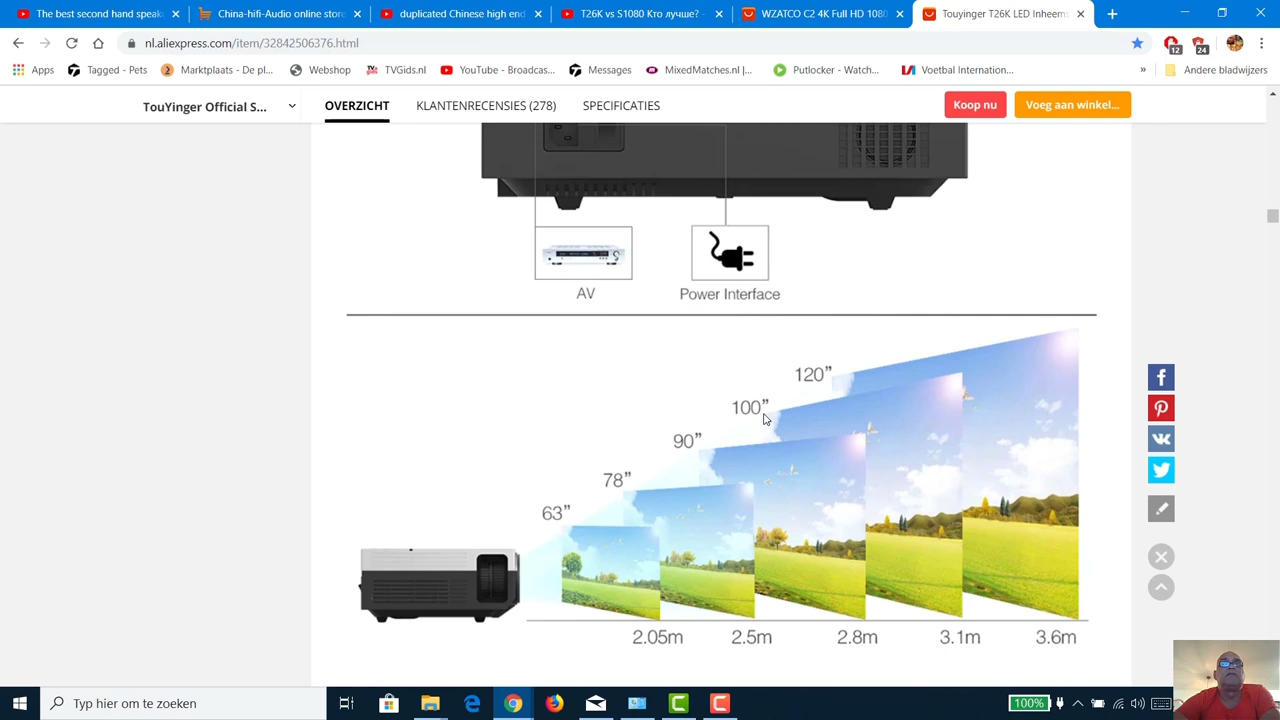 The best second hand speak
China-hifi-Audio online store
duplicated Chinese high end
T26K vs S1080 Кто лучше? -
WZATCO C2 4K Full HD 1080
Touyinger T26K LED Inheems
nl.aliexpress.com/item/32842506376.html
12
24
Apps
Tagged - Pets
Marktplaats - De pl...
Webshop
TVGids.nl
YouTube - Broadcas...
Messages
MixedMatches.nl |...
Putlocker - Watch...
Voetbal Internation...
»
Andere bladwijzers
TouYinger Official S...
OVERZICHT
KLANTENRECENSIES (278)
SPECIFICATIES
Koop nu
Voeg aan winkel...
AV
Power Interface
120”
100”
90”
78”
63”
2.05m
2.5m
2.8m
3.1m
3.6m
Typ hier om te zoeken
100%